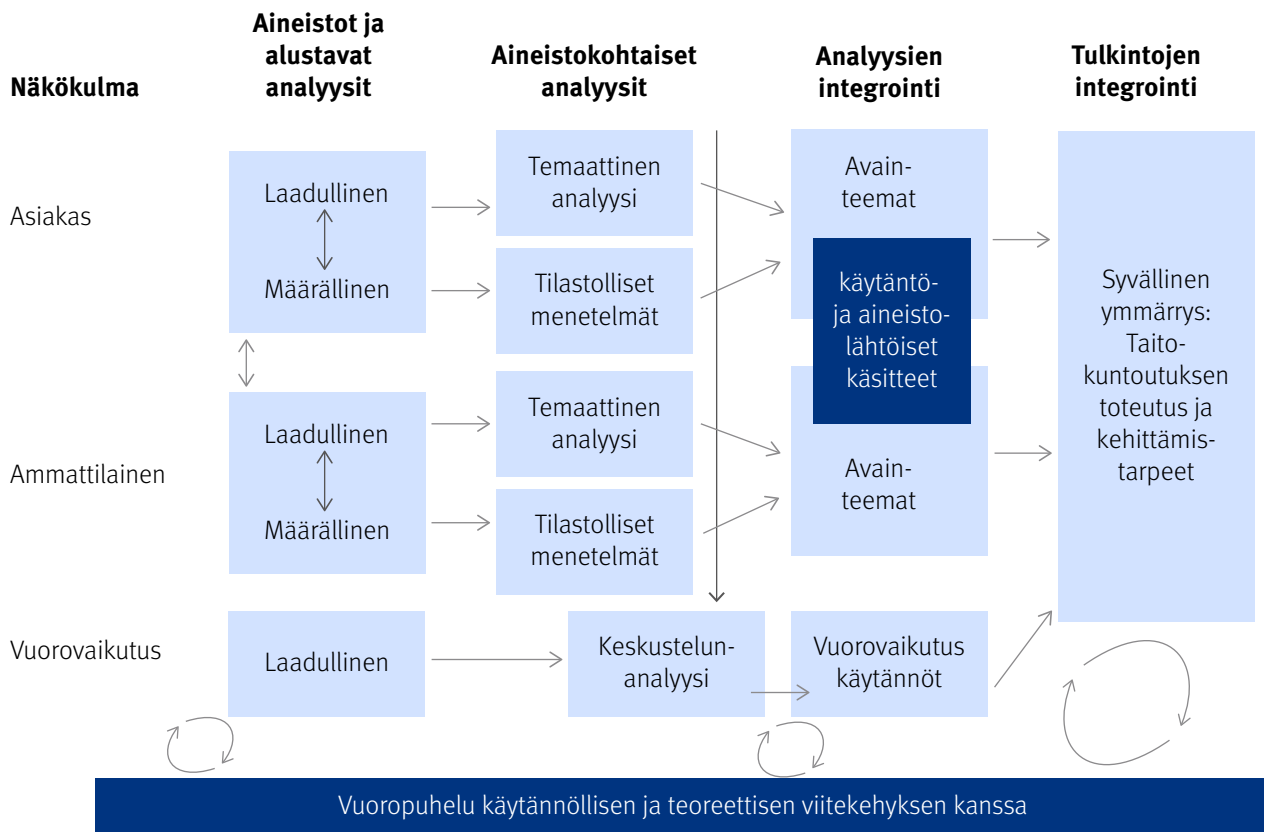 Näkökulma
Aineistot ja
alustavat
analyysit
Aineistokohtaiset
analyysit
Analyysien
integrointi
Tulkintojen
integrointi
Asiakas
Laadullinen
Määrällinen
Temaattinen
analyysi
Tilastolliset
menetelmät
Avain-
teemat
käytäntö-
ja aineisto-
lähtöiset
käsitteet
Syvällinen
ymmärrys:
Taito-
kuntoutuksen
toteutus ja
kehittämis-
tarpeet
Ammattilainen
Laadullinen
Määrällinen
Temaattinen
analyysi
Tilastolliset
menetelmät
Avain-
teemat
Vuorovaikutus
Laadullinen
Keskustelun-
analyysi
Vuorovaikutus
käytännöt
Vuoropuhelu käytännöllisen ja teoreettisen viitekehyksen kanssa